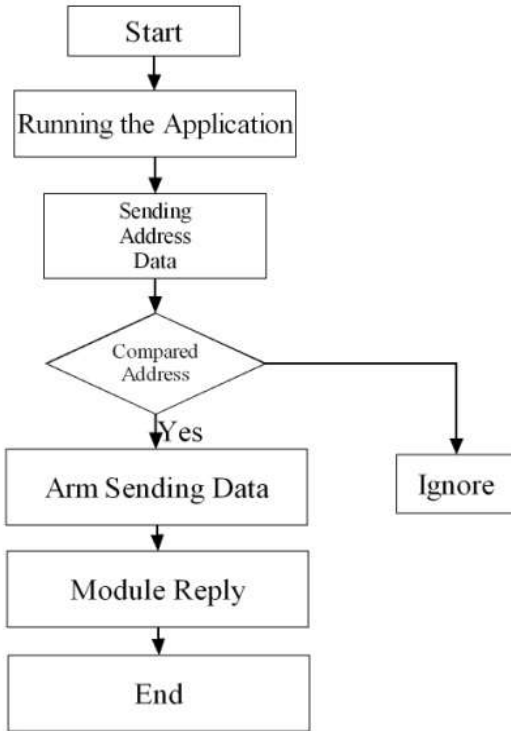 Start
Running the Application
Sending
Address
Data
Compared
Address
Yes
Arm Sending Data
Ignore
Module Reply
End